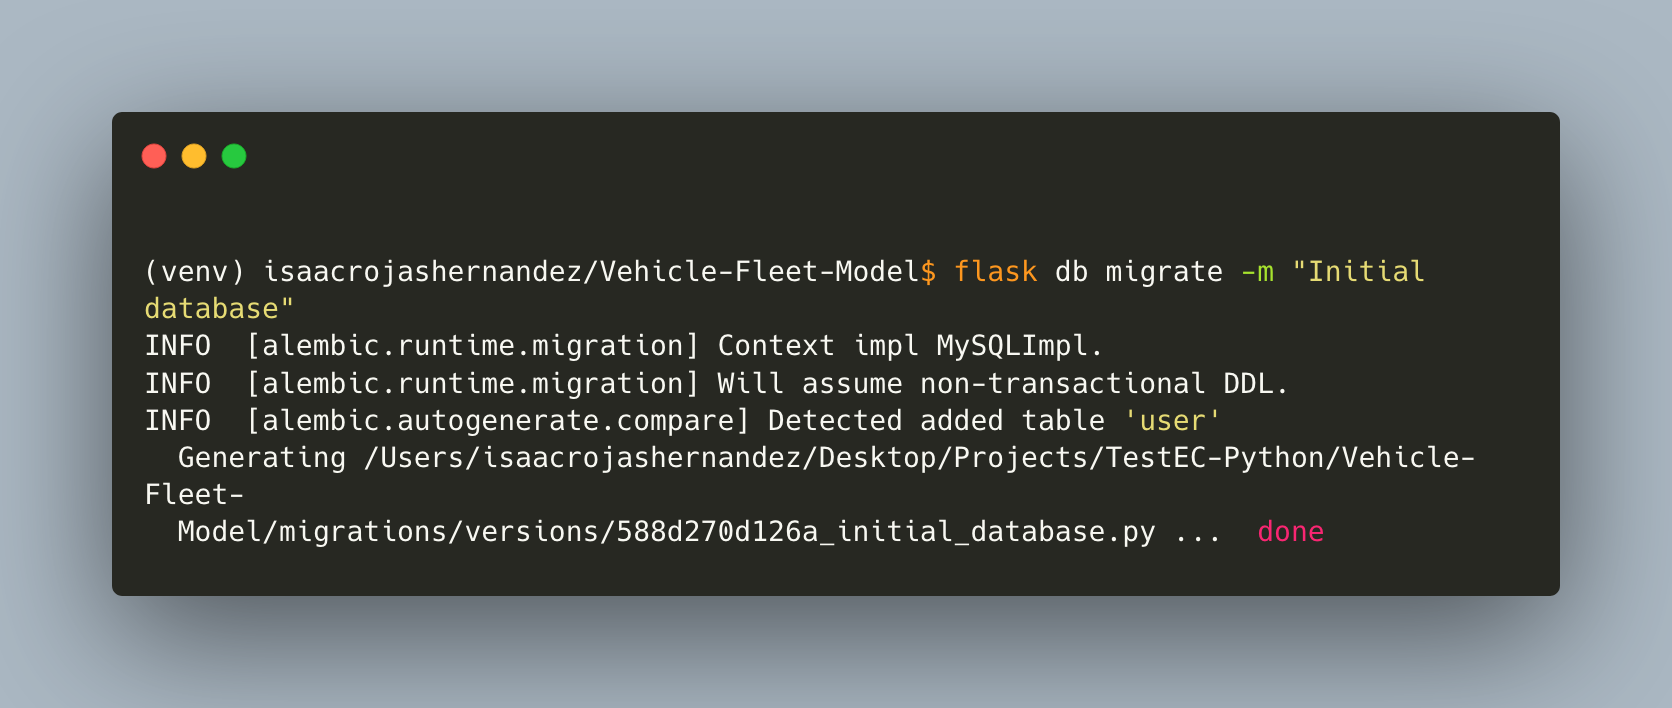 (venv) isaacrojashernandez/Vehicle-Fleet-Model$ flask db migrate -m "Initial
database"
INFO  [alembic.runtime.migration] Context impl MySQLImpl.
INFO  [alembic.runtime.migration] Will assume non-transactional DDL.
INFO  [alembic.autogenerate.compare] Detected added table 'user'
  Generating /Users/isaacrojashernandez/Desktop/Projects/TestEC-Python/Vehicle-
Fleet-
  Model/migrations/versions/588d270d126a_initial_database.py ...  done